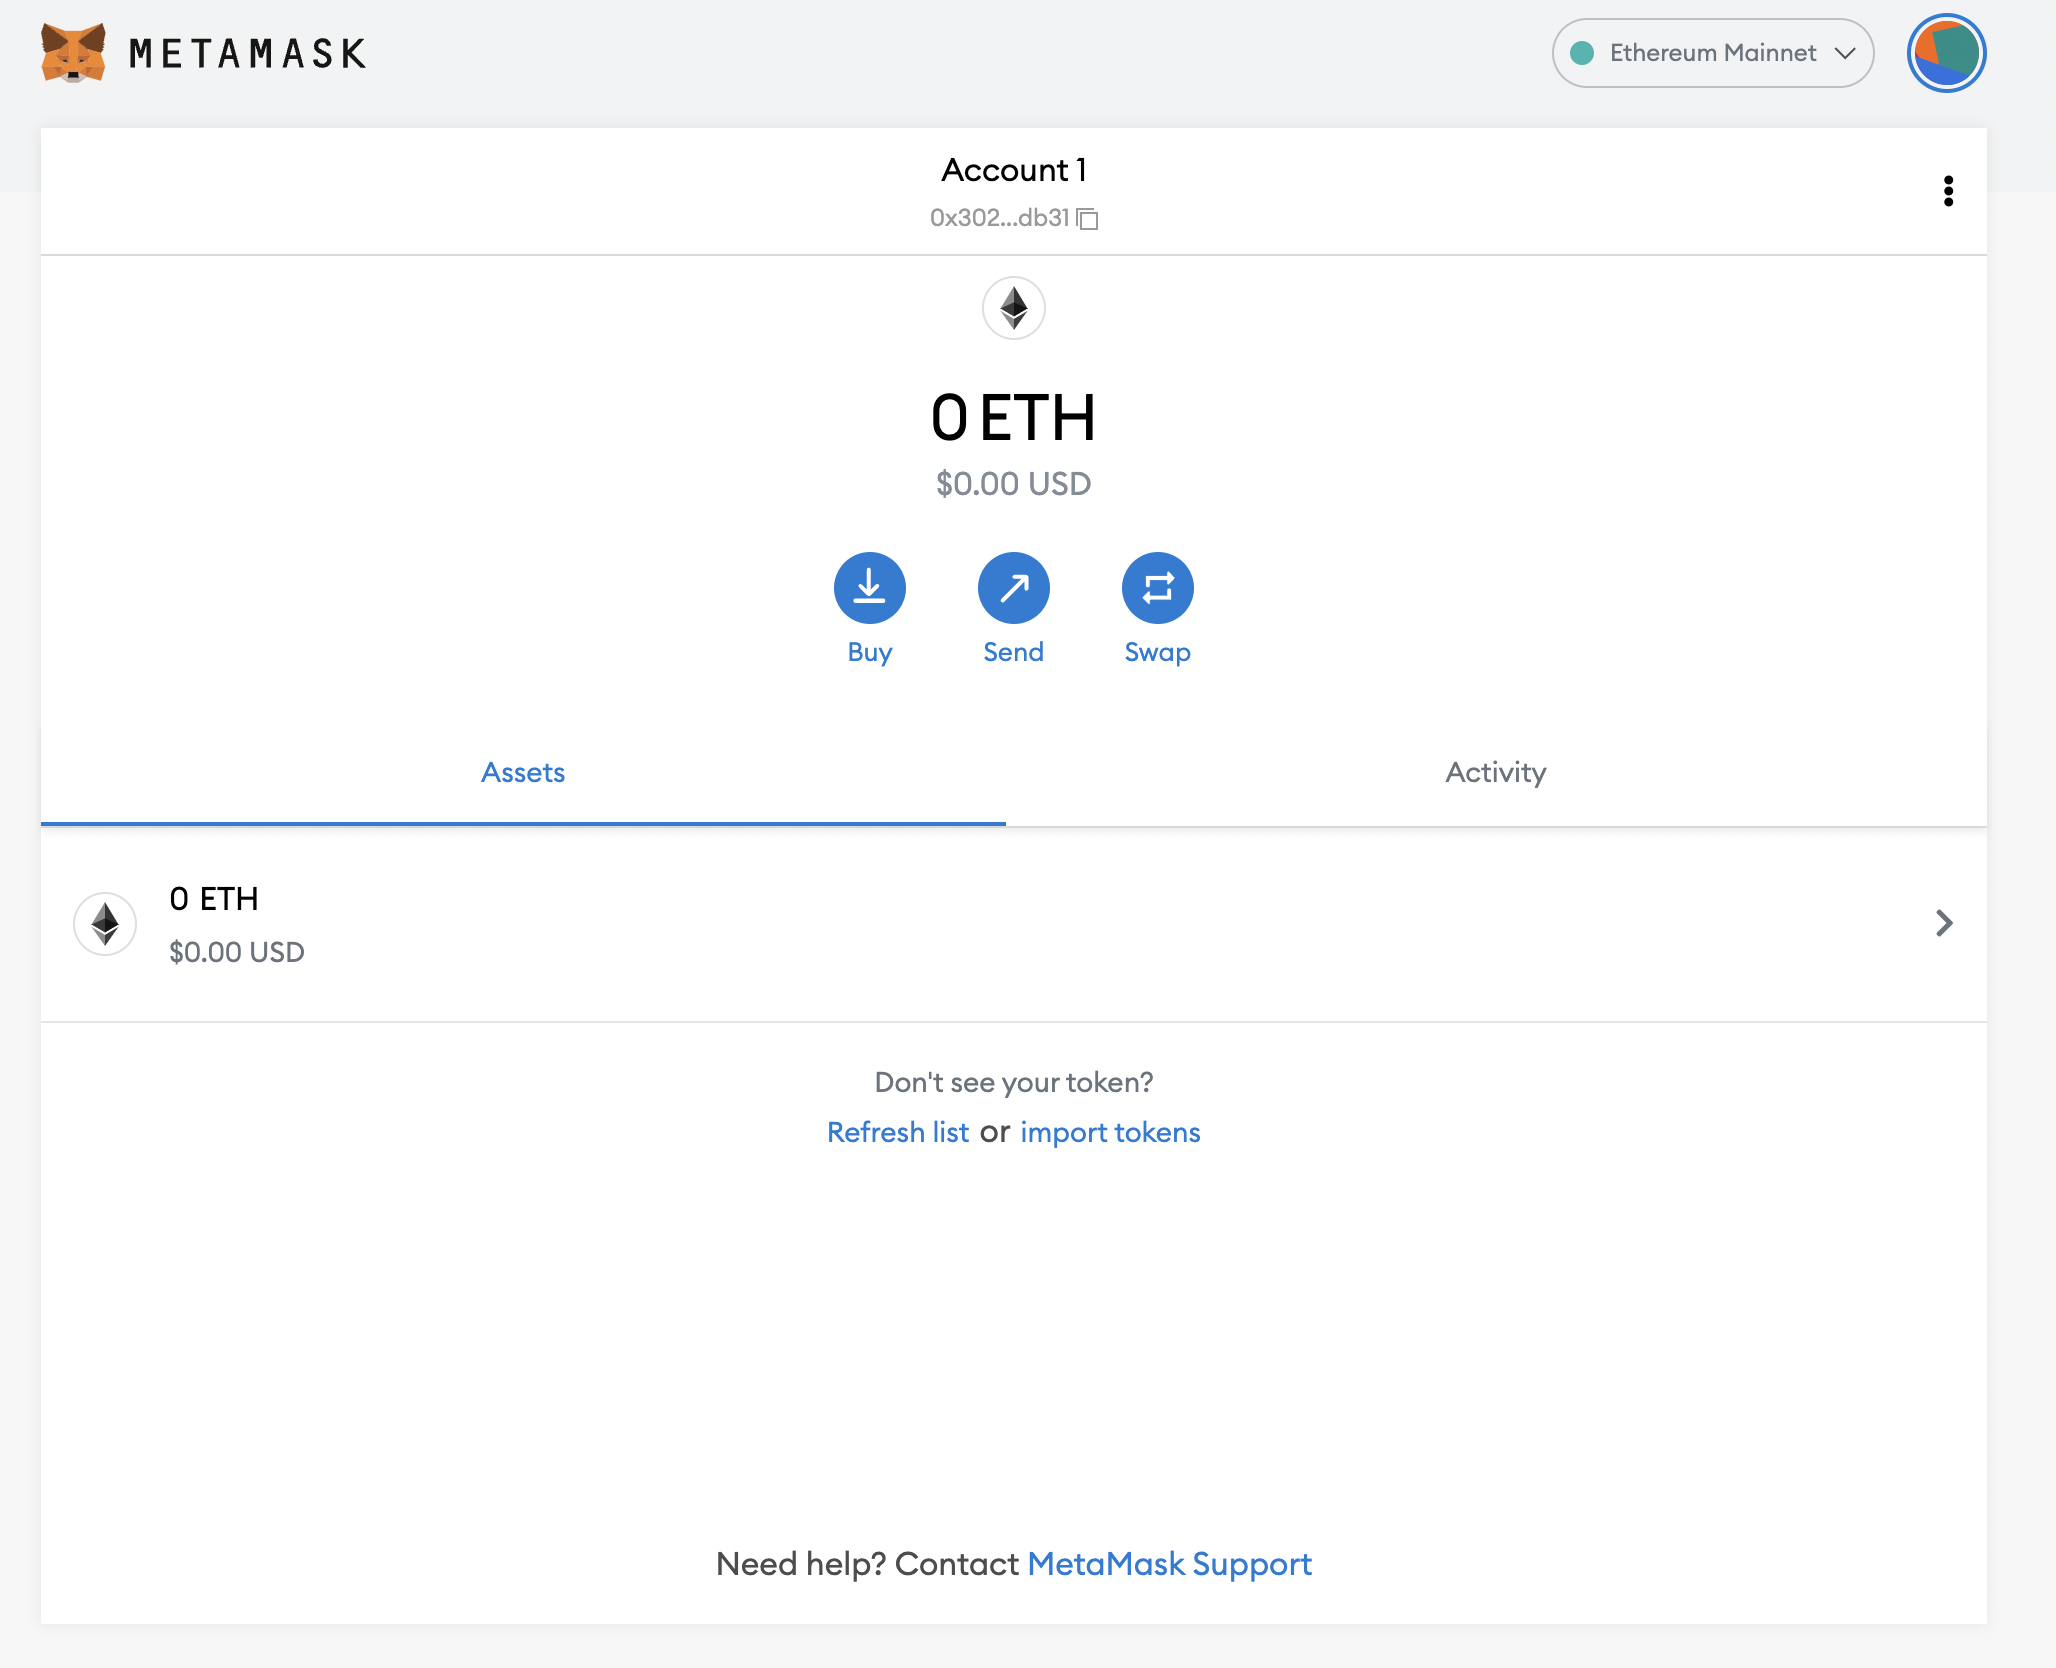 METAMASK
Ethereum Mainnet
Account 1
0x302...db31
0 ETH
$0.00 USD
Buy Send Swap
Assets Activity
0 ETH
$0.00 USD
Don't see your token?
Refresh list or import tokens
Need help? Contact MetaMask Support